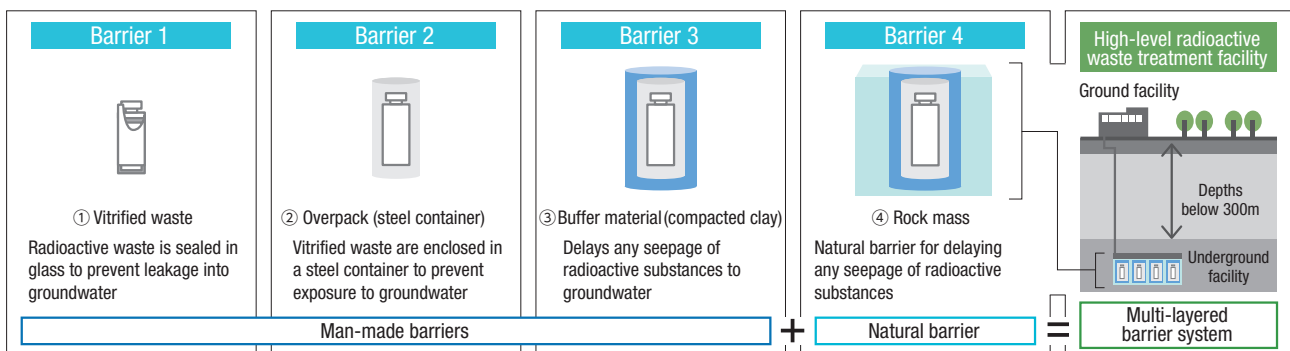 Barrier 1
① Vitrified waste
Radioactive waste is sealed in
glass to prevent leakage into
groundwater
Barrier 2
② Overpack (steel container)
Vitrified waste are enclosed in
a steel container to prevent
exposure to groundwater
Barrier 3
③ Buffer material (compacted clay)
Delays any seepage of
radioactive substances to
groundwater
Man-made barriers
+
Barrier 4
④ Rock mass
Natural barrier for delaying
any seepage of radioactive
substances
Natural barrier
=
High-level radioactive
waste treatment facility
Ground facility
Depths
below 300m
Underground
facility
Multi-layered
barrier system